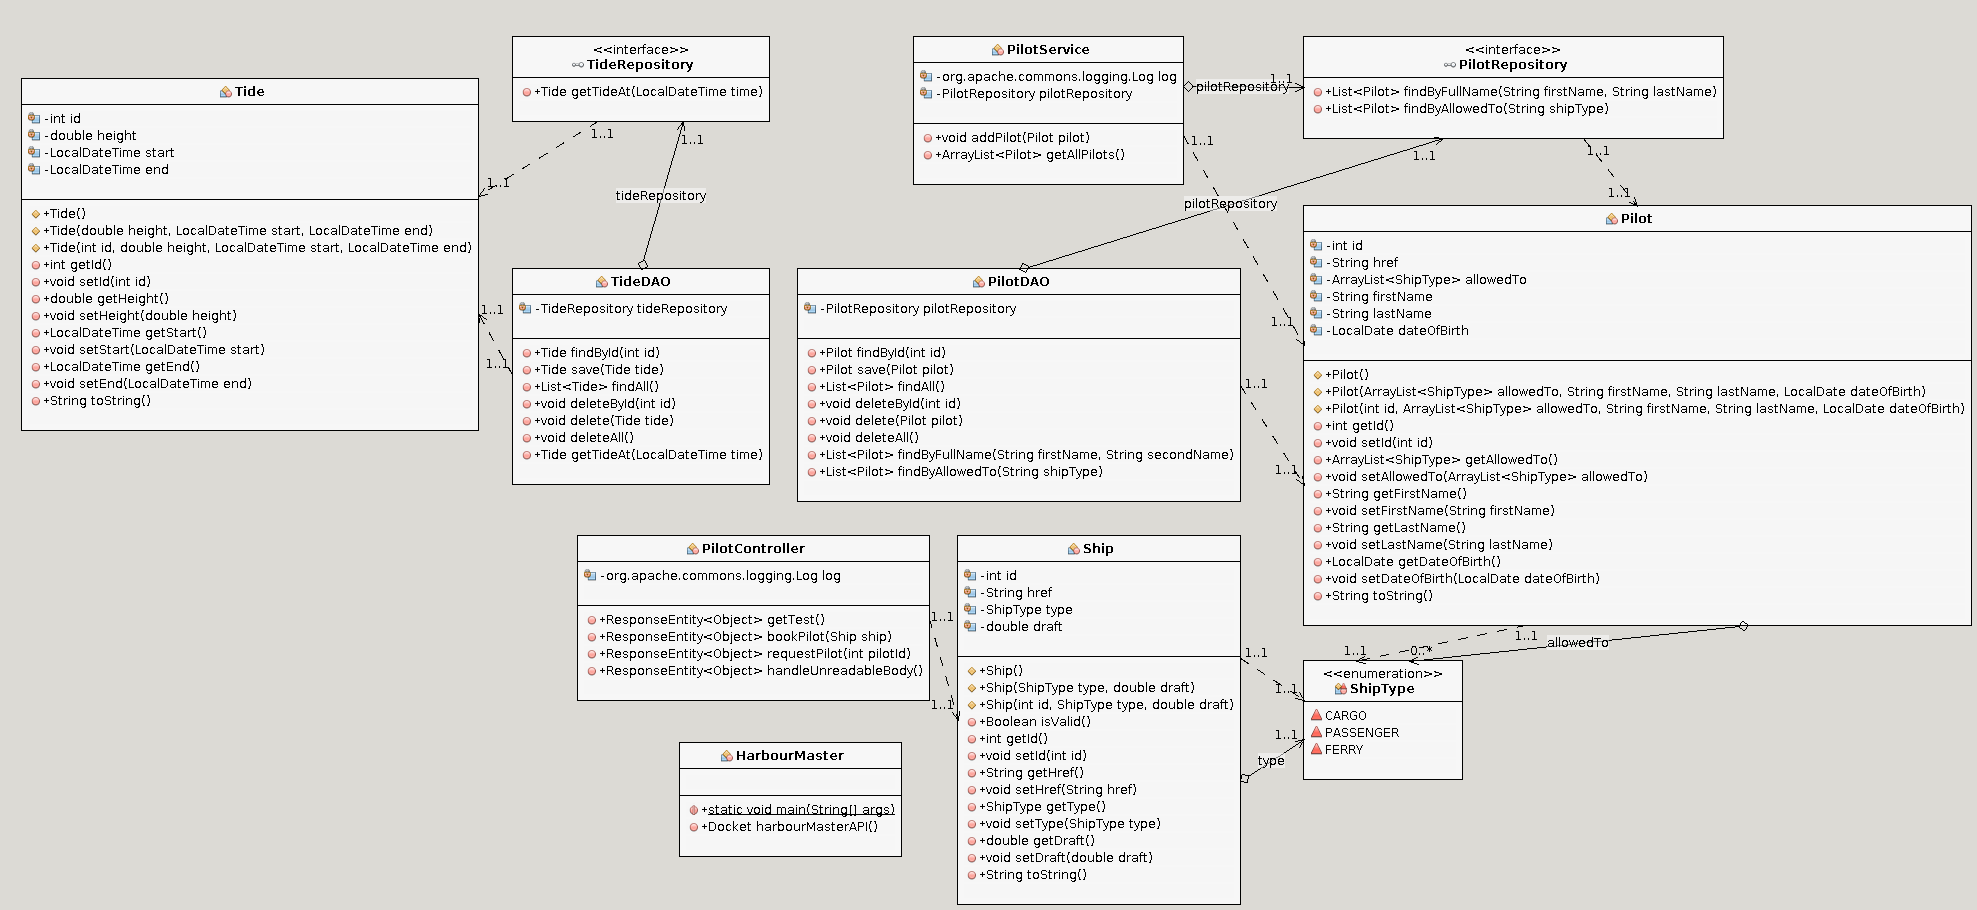 Tide
-int id
-double height
-LocalDateTime start
-LocalDateTime end
+Tide()
+Tide(double height, LocalDateTime start, LocalDateTime end)
+Tide(int id, double height, LocalDateTime start, LocalDateTime end)
+int getId()
+void setId(int id)
+double getHeight()
+void setHeight(double height)
+LocalDateTime getStart()
+void setStart(LocalDateTime start)
+LocalDateTime getEnd()
+void setEnd(LocalDateTime end)
+String toString()
<<interface>>
TideRepository
+Tide getTideAt(LocalDateTime time)
1..1
1..1
1..1
tideRepository
1..1
1..1
TideDAO
-TideRepository tideRepository
+Tide findById(int id)
+Tide save(Tide tide)
+List<Tide> findAll()
+void deleteById(int id)
+void delete(Tide tide)
+void deleteAll()
+Tide getTideAt(LocalDateTime time)
PilotService
-org.apache.commons.logging.Log log
-PilotRepository pilotRepository
+void addPilot(Pilot pilot)
+ArrayList<Pilot> getAllPilots()
pilotRepository
1..1
<<interface>>
PilotRepository
+List<Pilot> findByFullName(String firstName, String lastName)
+List<Pilot> findByAllowedTo(String shipType)
1..1
1..1
1..1
1..1
pilotRepository
1..1
PilotDAO
-PilotRepository pilotRepository
+Pilot findById(int id)
+Pilot save(Pilot pilot)
+List<Pilot> findAll()
+void deleteById(int id)
+void delete(Pilot pilot)
+void deleteAll()
+List<Pilot> findByFullName(String firstName, String secondName)
+List<Pilot> findByAllowedTo(String shipType)
1..1
1..1
Pilot
-int id
-String href
-ArrayList<ShipType> allowedTo
-String firstName
-String lastName
-LocalDate dateOfBirth
+Pilot()
+Pilot(ArrayList<ShipType> allowedTo, String firstName, String lastName, LocalDate dateOfBirth)
+Pilot(int id, ArrayList<ShipType> allowedTo, String firstName, String lastName, LocalDate dateOfBirth)
+int getId()
+void setId(int id)
+ArrayList<ShipType> getAllowedTo()
+void setAllowedTo(ArrayList<ShipType> allowedTo)
+String getFirstName()
+void setFirstName(String firstName)
+String getLastName()
+void setLastName(String lastName)
+LocalDate getDateOfBirth()
+void setDateOfBirth(LocalDate dateOfBirth)
+String toString()
PilotController
-org.apache.commons.logging.Log log
+ResponseEntity<Object> getTest()
+ResponseEntity<Object> bookPilot(Ship ship)
+ResponseEntity<Object> requestPilot(int pilotId)
+ResponseEntity<Object> handleUnreadableBody()
1..1
1..1
Ship
-int id
-String href
-ShipType type
-double draft
+Ship()
+Ship(ShipType type, double draft)
+Ship(int id, ShipType type, double draft)
+Boolean isValid()
+int getId()
+void setId(int id)
+String getHref()
+void setHref(String href)
+ShipType getType()
+void setType(ShipType type)
+double getDraft()
+void setDraft(double draft)
+String toString()
1..1
1..1
1..1
type
1..1
allowedTo
1..1
0..*
<<enumeration>>
ShipType
CARGO
PASSENGER
FERRY
HarbourMaster
+static void main(String[] args)
+Docket harbourMasterAPI()